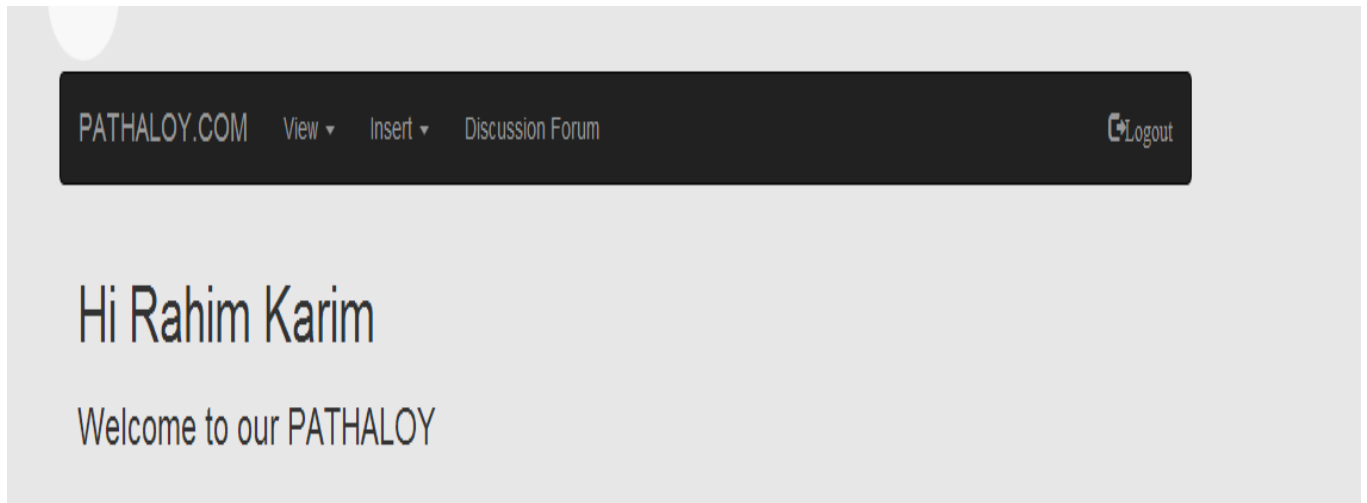 PATHALOY.COM View Insert Discussion Forum Logout
Hi Rahim Karim
Welcome to our PATHALOY